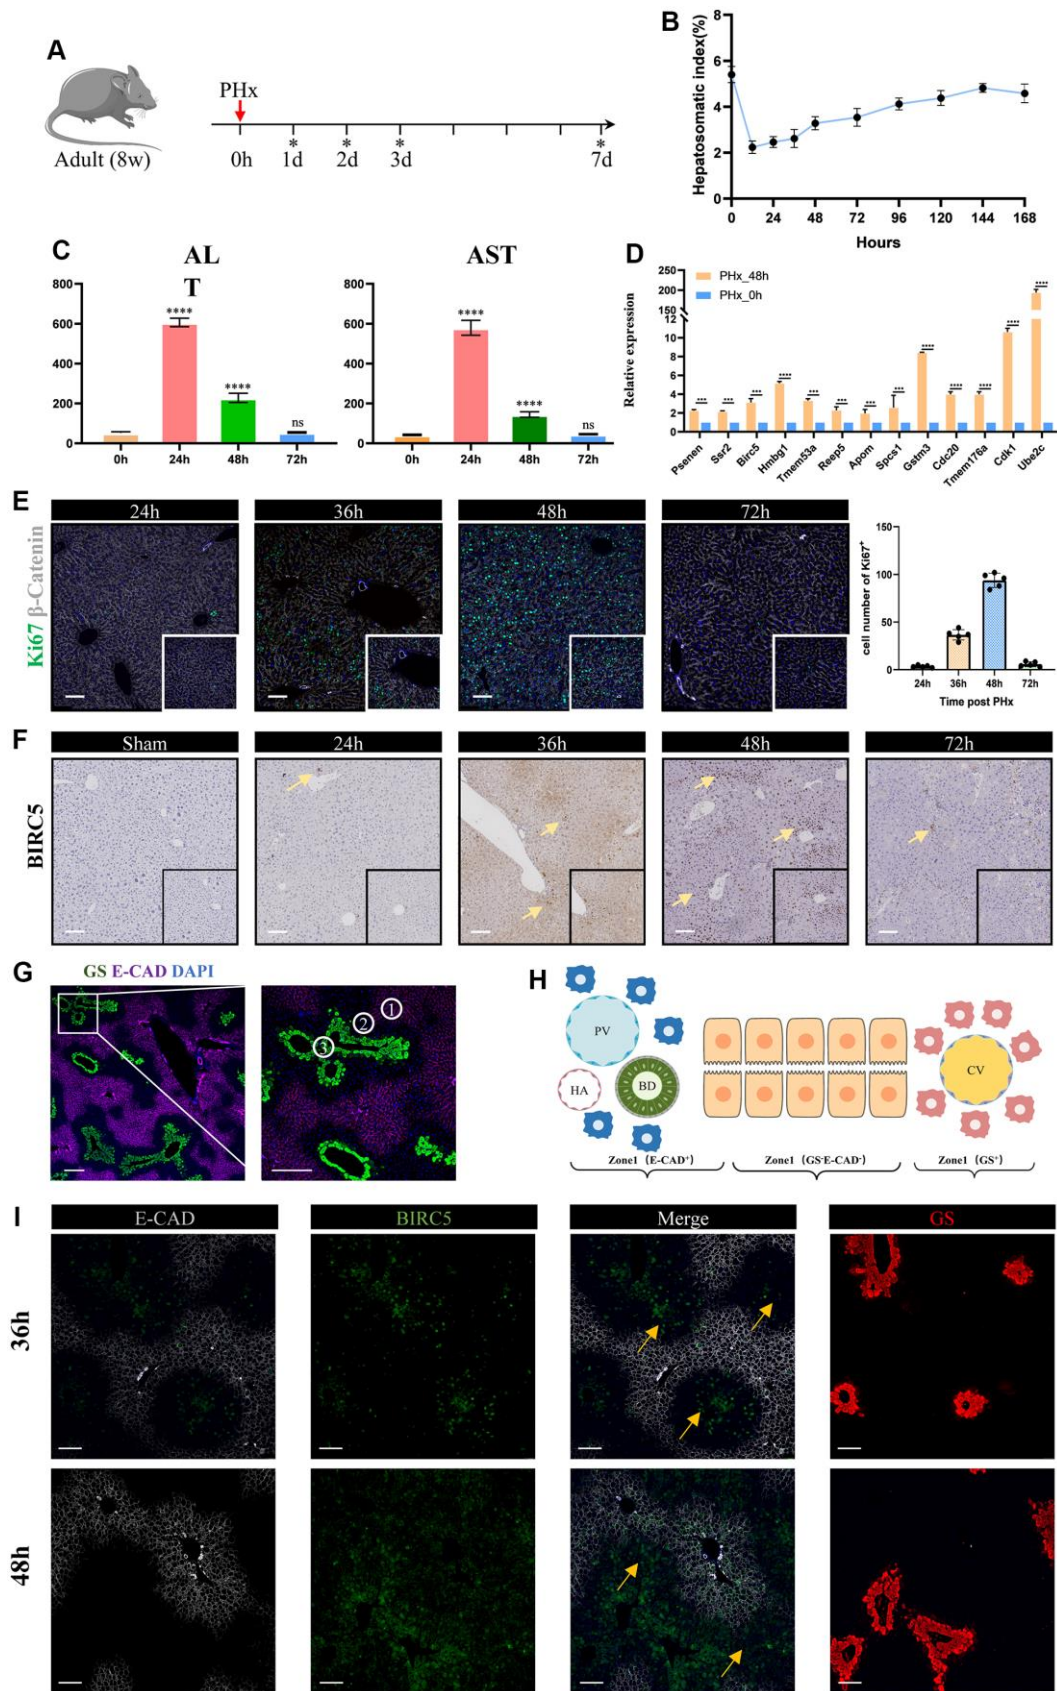 A
PHx
Adult (8w)
0h
1d
2d
3d
7d
*
*
*
*
B
Hepatosomatic index(%)
8
6
4
2
0
0
24
48
72
96
120
144
168
Hours
C
AL
T
800
600
400
200
0
****
****
ns
0h
24h
48h
72h
AST
800
600
400
200
0
****
****
ns
0h
24h
48h
72h
D
PHx_48h
PHx_0h
Relative expression
250
200
150
100
50
12
10
8
6
4
2
0
***
***
***
****
***
***
***
***
****
****
****
****
****
Psenen
Ssr2
Birc5
Hmbg1
Tmem53a
Reep5
Apom
Spcs1
Gstm3
Cdc20
Tmem176a
Cdk1
Ube2c
E
Ki67 β-Catenin
24h
36h
48h
72h
cell number of Ki67+
150
100
50
0
24h
36h
48h
72h
Time post PHx
F
BIRC5
Sham
24h
36h
48h
72h
G
GS E-CAD DAPI
1
2
3
H
PV
HA
BD
CV
Zone1 (E-CAD+)
Zone1 (GS-E-CAD-)
Zone1 (GS+)
I
E-CAD
BIRC5
Merge
GS
36h
48h